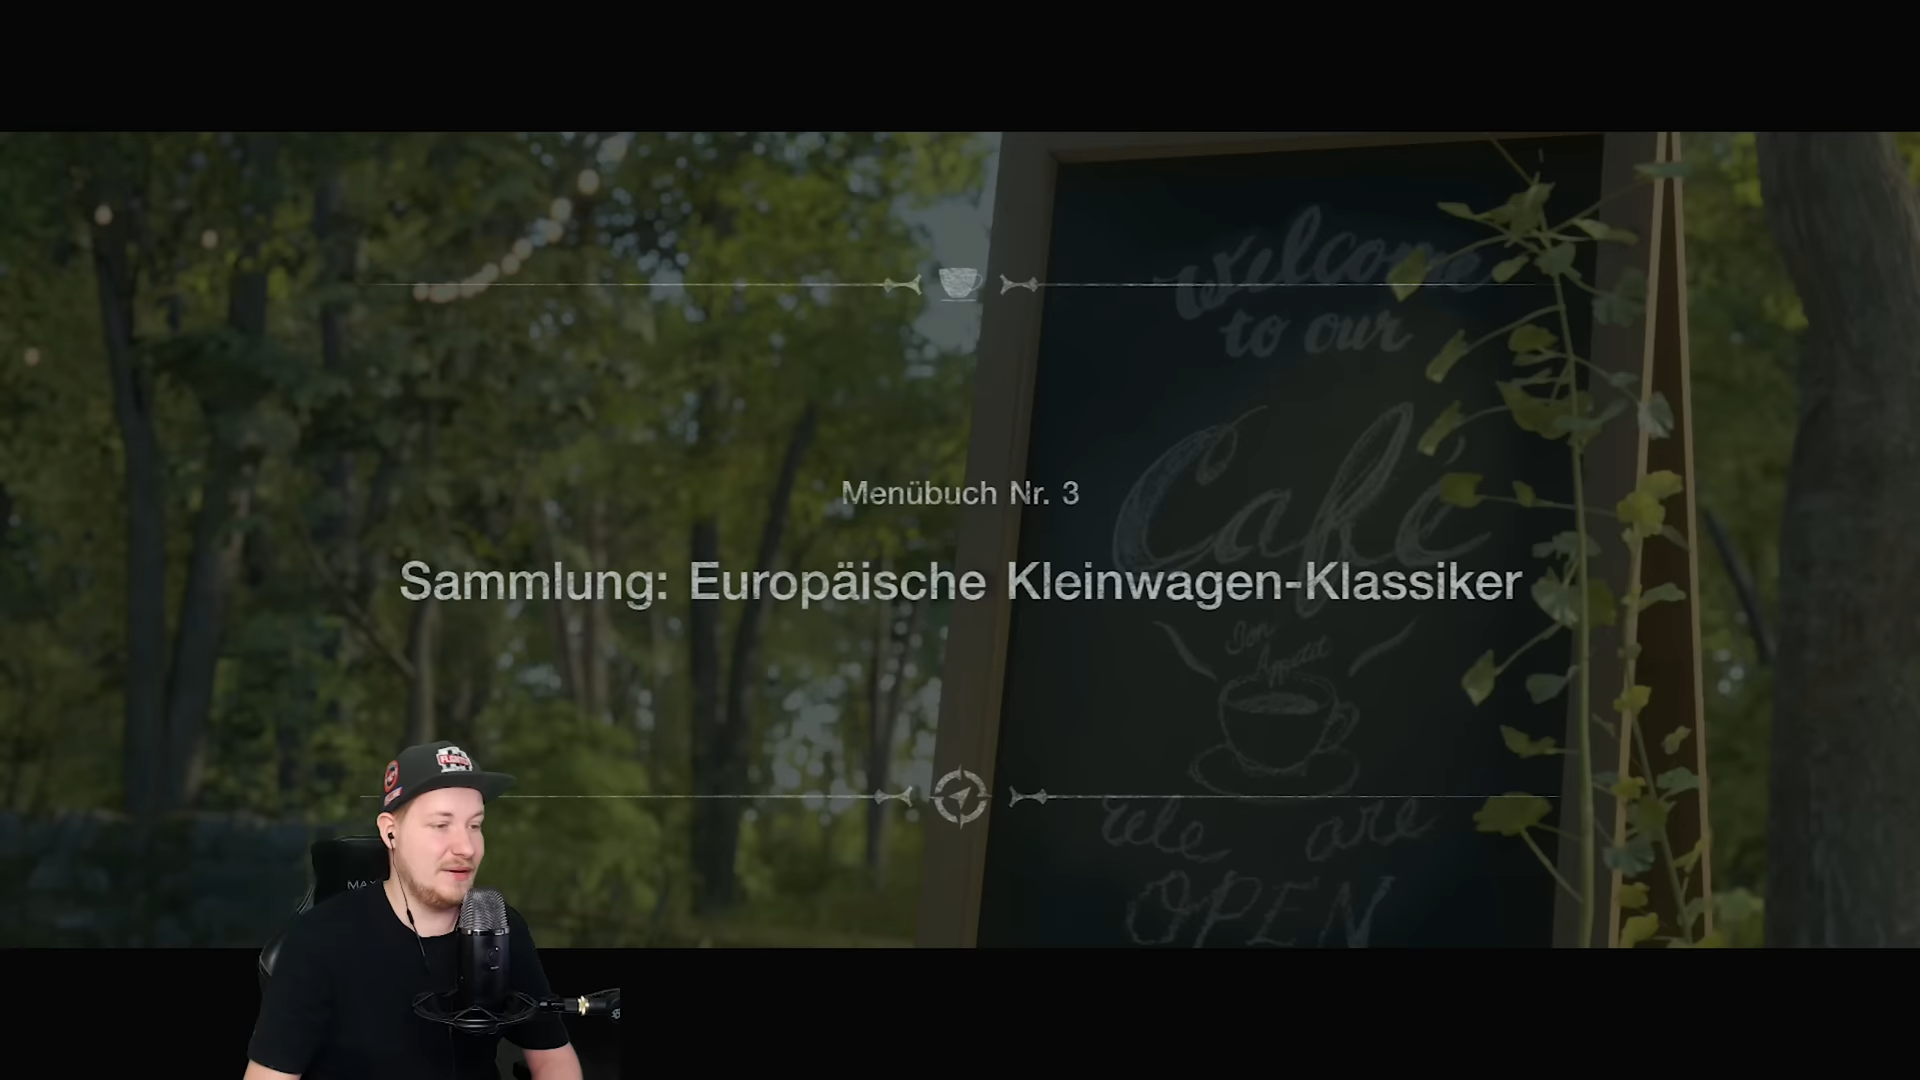 welcome
to our
Menübuch Nr. 3
Café
Sammlung: Europäische Kleinwagen-Klassiker
Bon
Appetit
We are
OPEN